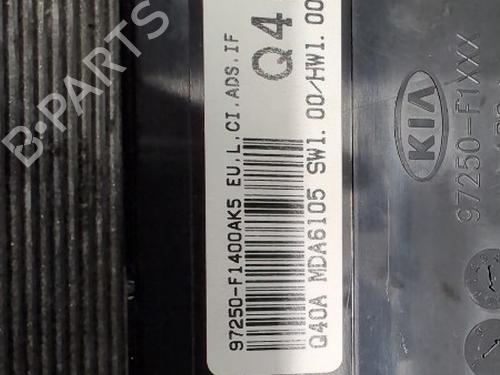 97250-F1400AK5 EU,L,CI,ADS,IF
Q4
Q40A MDA6105 SW1.00/HW1.00
KIA
97250-F1XXX
B-PARTS